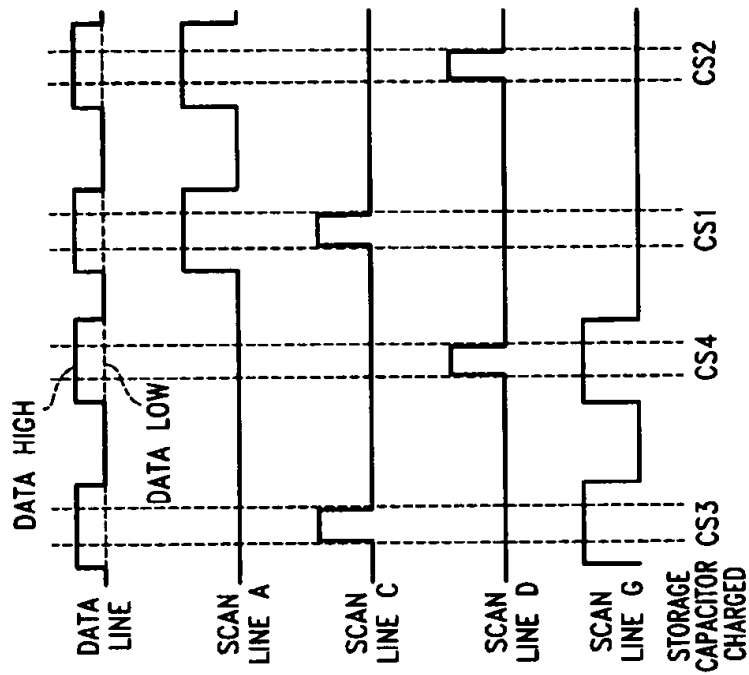 DATA HIGH
DATA LOW
DATA
LINE
SCAN
LINE A
SCAN
LINE C
SCAN
LINE D
SCAN
LINE G
STORAGE
CAPACITOR
CHARGED
CS3
CS4
CS1
CS2